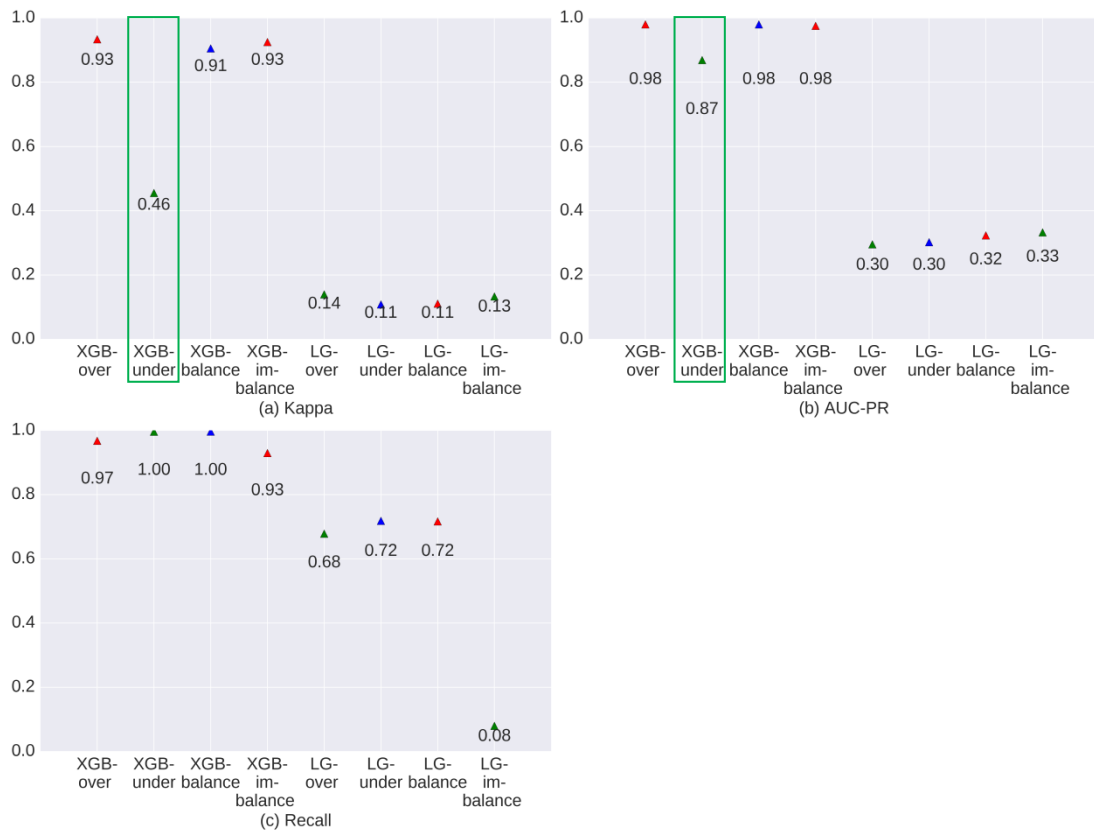 1.0
0.8
0.6
0.4
0.2
0.0
0.93
0.46
0.91
0.93
0.14
0.11
0.11
0.13
XGB-over
XGB-under
XGB-balance
XGB-im-balance
LG-over
LG-under
LG-balance
LG-im-balance
(a) Kappa
1.0
0.8
0.6
0.4
0.2
0.0
0.98
0.87
0.98
0.98
0.30
0.30
0.32
0.33
XGB-over
XGB-under
XGB-balance
XGB-im-balance
LG-over
LG-under
LG-balance
LG-im-balance
(b) AUC-PR
1.0
0.8
0.6
0.4
0.2
0.0
0.97
1.00
1.00
0.93
0.68
0.72
0.72
0.08
XGB-over
XGB-under
XGB-balance
XGB-im-balance
LG-over
LG-under
LG-balance
LG-im-balance
(c) Recall